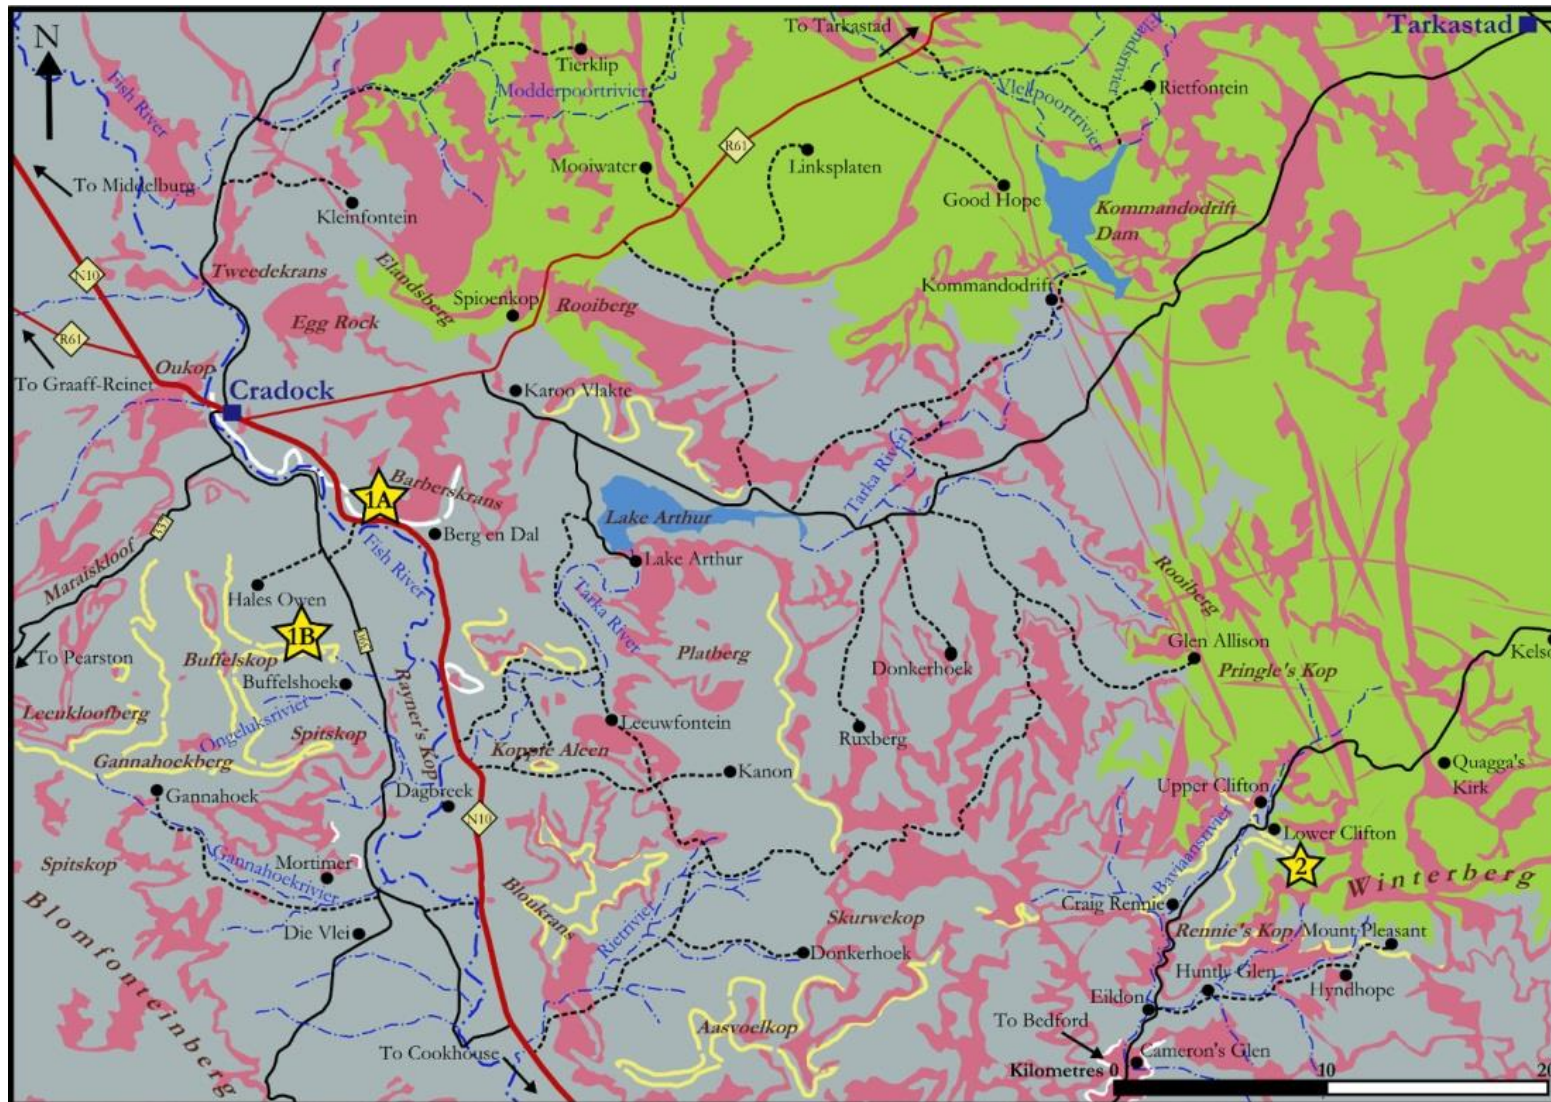 N
To Tarkastad
Tarkastad
Tierklip
Modderpoortrivier
Elandsrivier
Vlekpoortrivier
Rietfontein
Fish River
R61
Mooiwater
Linksplaten
To Middelburg
Good Hope
Kleinfontein
Kommandodrift
Dam
N10
Tweedekrans
Elandsberg
Spioenkop
Rooiberg
Kommandodrift
Egg Rock
R61
Oukop
To Graaff-Reinet
Cradock
Karoo Vlakte
Tarka River
Barberskrans
1A
Lake Arthur
Berg en Dal
Maraiskloof
Fish River
Lake Arthur
Rooiberg
Hales Owen
Tarka River
1B
Glen Allison
To Pearston
Buffelskop
Platberg
Donkerhoek
Kelso
Buffelshoek
Pringle's Kop
Leeukloofberg
Ongeluksrivier
Spitskop
Rayner's Kop
Leeuwfontein
Ruxberg
Koppie Aleen
Gannahoekberg
Kanon
Quagga's
Kirk
Gannahoek
Dagbreek
N10
Upper Clifton
Lower Clifton
Baviaansrivier
Spitskop
Mortimer
Gannahoekrivier
2
Winterberg
Bloukrans
Craig Rennie
Blomfonteinberg
Skurwekop
Rietrivier
Rennie's Kop
Mount Pleasant
Die Vlei
Donkerhoek
Huntly Glen
Hyndhope
Eildon
Aasvoelkop
To Bedford
To Cookhouse
Cameron's Glen
Kilometres 0 10 20